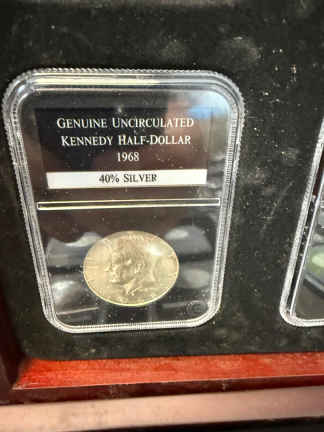 GENUINE UNCIRCULATED
KENNEDY HALF-DOLLAR
1968
40% SILVER